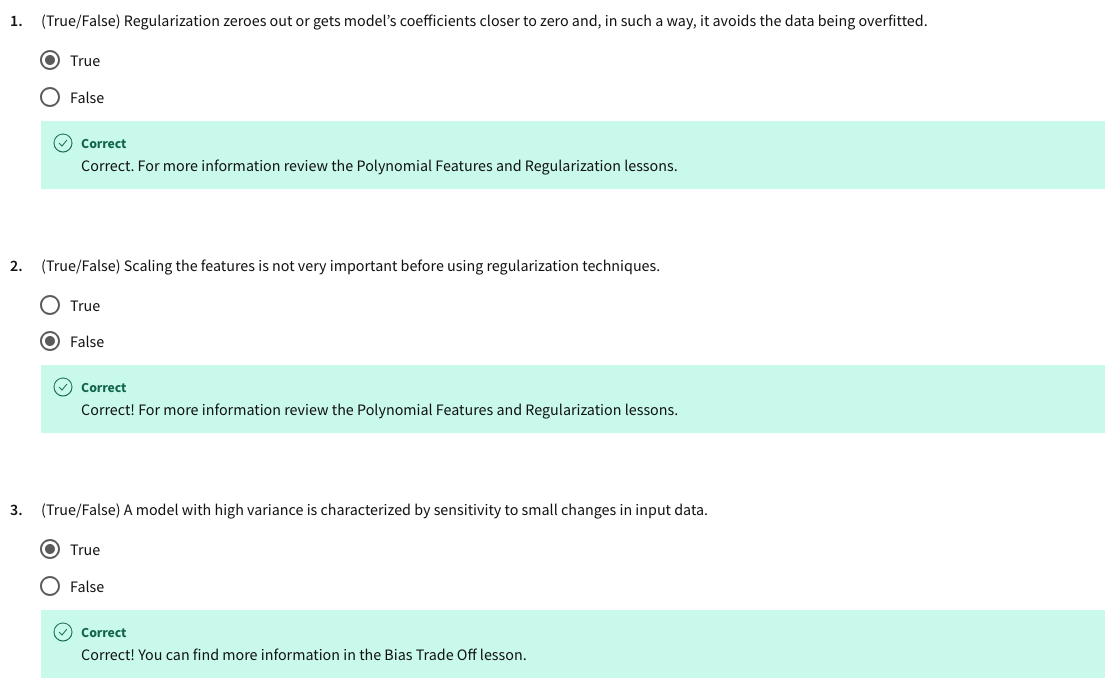 1. (True/False) Regularization zeroes out or gets model’s coefficients closer to zero and, in such a way, it avoids the data being overfitted.
True
False
Correct
Correct. For more information review the Polynomial Features and Regularization lessons.
2. (True/False) Scaling the features is not very important before using regularization techniques.
True
False
Correct
Correct! For more information review the Polynomial Features and Regularization lessons.
3. (True/False) A model with high variance is characterized by sensitivity to small changes in input data.
True
False
Correct
Correct! You can find more information in the Bias Trade Off lesson.